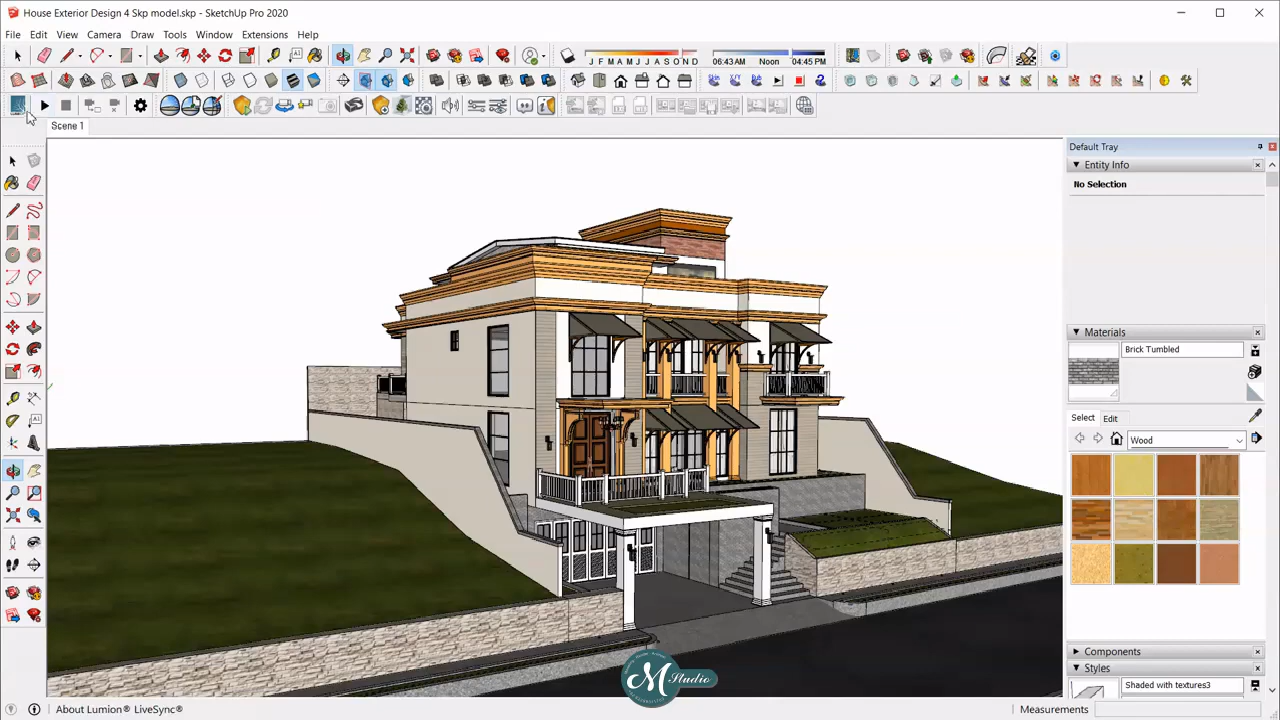 House Exterior Design 4 Skp model.skp - SketchUp Pro 2020
File Edit View Camera Draw Tools Window Extensions Help
J F M A M J J A S O N D 06:43 AM Noon 04:45 PM
Scene 1
Default Tray
Entity Info
No Selection
Materials
Brick Tumbled
Select Edit
Wood
Components
Styles
Shaded with textures3
M Studio
About Lumion® LiveSync®
Measurements